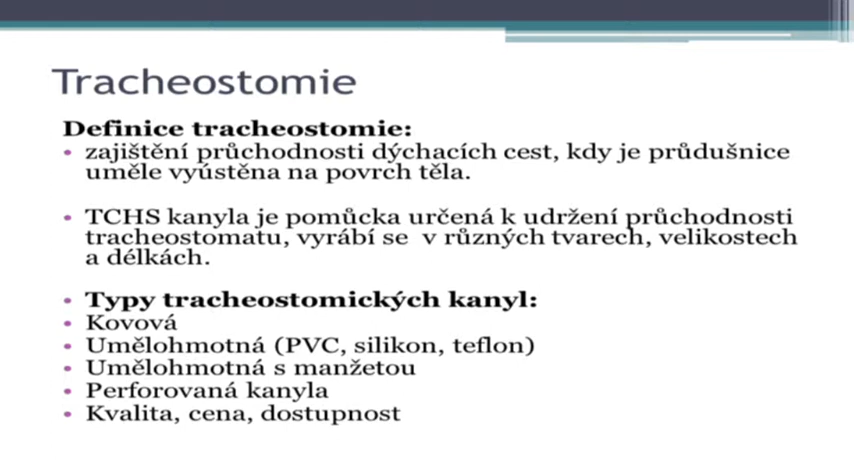 Tracheostomie
Definice tracheostomie:
• zajištění průchodnosti dýchacích cest, kdy je průdušnice
uměle vyústěna na povrch těla.
• TCHS kanyla je pomůcka určená k udržení průchodnosti
tracheostomatu, vyrábí se v různých tvarech, velikostech
a délkách.
• Typy tracheostomických kanyl:
• Kovová
• Umělohmotná (PVC, silikon, teflon)
• Umělohmotná s manžetou
• Perforovaná kanyla
• Kvalita, cena, dostupnost